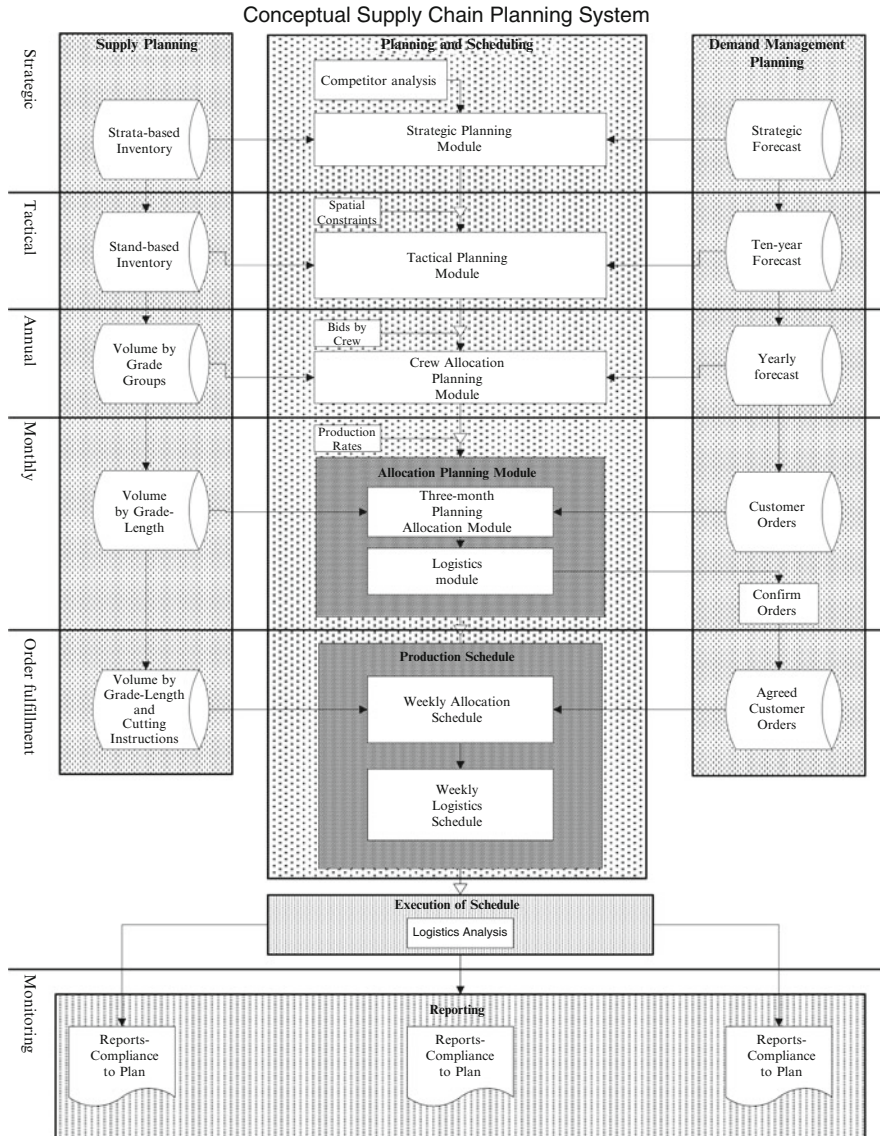 Conceptual Supply Chain Planning System
Supply Planning
Planning and Scheduling
Demand Management
Planning
Strategic
Competitor analysis
Strata-based
Inventory
Strategic Planning
Module
Strategic
Forecast
Tactical
Spatial
Constraints
Stand-based
Inventory
Tactical Planning
Module
Ten-year
Forecast
Annual
Bids by
Crew
Volume by
Grade
Groups
Crew Allocation
Planning
Module
Yearly
forecast
Monthly
Production
Rates
Allocation Planning Module
Volume
by Grade-
Length
Three-month
Planning
Allocation Module
Customer
Orders
Logistics
module
Confirm
Orders
Order fulfillment
Production Schedule
Volume by
Grade-Length
and
Cutting
Instructions
Weekly Allocation
Schedule
Agreed
Customer
Orders
Weekly
Logistics
Schedule
Execution of Schedule
Logistics Analysis
Monitoring
Reporting
Reports-
Compliance
to Plan
Reports-
Compliance
to Plan
Reports-
Compliance
to Plan